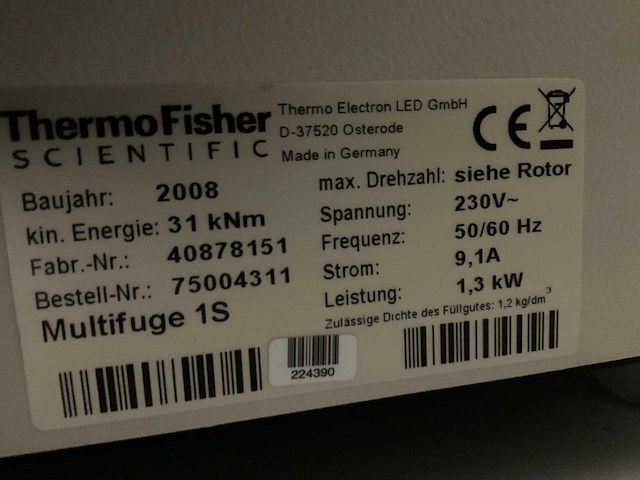 ThermoFisher
SCIENTIFIC
Thermo Electron LED GmbH
D-37520 Osterode
Made in Germany
CE
Baujahr: 2008
kin. Energie: 31 kNm
Fabr.-Nr.: 40878151
Bestell-Nr.: 75004311
Multifuge 1S
max. Drehzahl: siehe Rotor
Spannung: 230V~
Frequenz: 50/60 Hz
Strom: 9,1A
Leistung: 1,3 kW
Zulässige Dichte des Füllgutes: 1,2 kg/dm³
224390